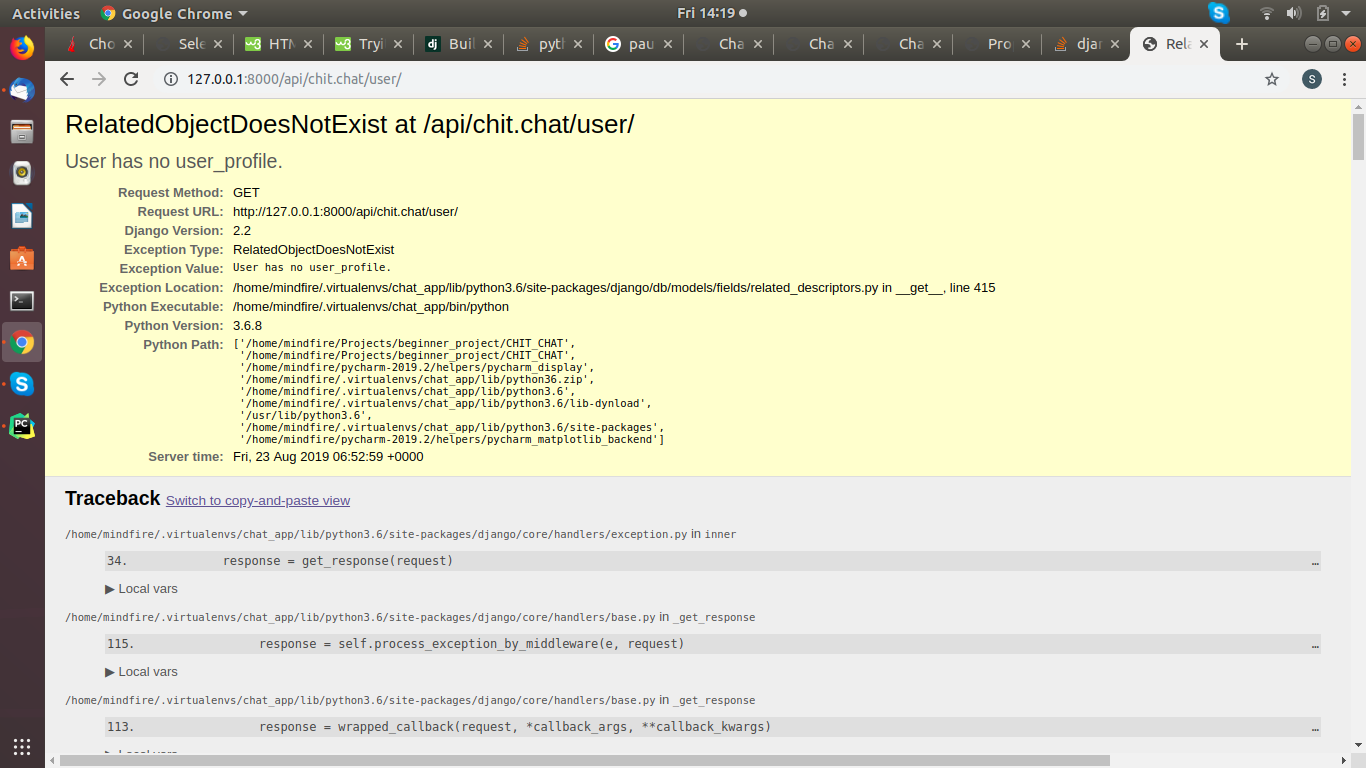 Activities Google Chrome Fri 14:19
Cho Sele HTM Tryi Buil pyth pau Cha Cha Cha Pro djan Rela
127.0.0.1:8000/api/chit.chat/user/ S
RelatedObjectDoesNotExist at /api/chit.chat/user/
User has no user_profile.
Request Method: GET
Request URL: http://127.0.0.1:8000/api/chit.chat/user/
Django Version: 2.2
Exception Type: RelatedObjectDoesNotExist
Exception Value: User has no user_profile.
Exception Location: /home/mindfire/.virtualenvs/chat_app/lib/python3.6/site-packages/django/db/models/fields/related_descriptors.py in __get__, line 415
Python Executable: /home/mindfire/.virtualenvs/chat_app/bin/python
Python Version: 3.6.8
Python Path: ['/home/mindfire/Projects/beginner_project/CHIT_CHAT',
'/home/mindfire/Projects/beginner_project/CHIT_CHAT',
'/home/mindfire/pycharm-2019.2/helpers/pycharm_display',
'/home/mindfire/.virtualenvs/chat_app/lib/python36.zip',
'/home/mindfire/.virtualenvs/chat_app/lib/python3.6',
'/home/mindfire/.virtualenvs/chat_app/lib/python3.6/lib-dynload',
'/usr/lib/python3.6',
'/home/mindfire/.virtualenvs/chat_app/lib/python3.6/site-packages',
'/home/mindfire/pycharm-2019.2/helpers/pycharm_matplotlib_backend']
Server time: Fri, 23 Aug 2019 06:52:59 +0000
Traceback Switch to copy-and-paste view
/home/mindfire/.virtualenvs/chat_app/lib/python3.6/site-packages/django/core/handlers/exception.py in inner
34. response = get_response(request) …
▶ Local vars
/home/mindfire/.virtualenvs/chat_app/lib/python3.6/site-packages/django/core/handlers/base.py in _get_response
115. response = self.process_exception_by_middleware(e, request) …
▶ Local vars
/home/mindfire/.virtualenvs/chat_app/lib/python3.6/site-packages/django/core/handlers/base.py in _get_response
113. response = wrapped_callback(request, *callback_args, **callback_kwargs) …
▶ Local vars